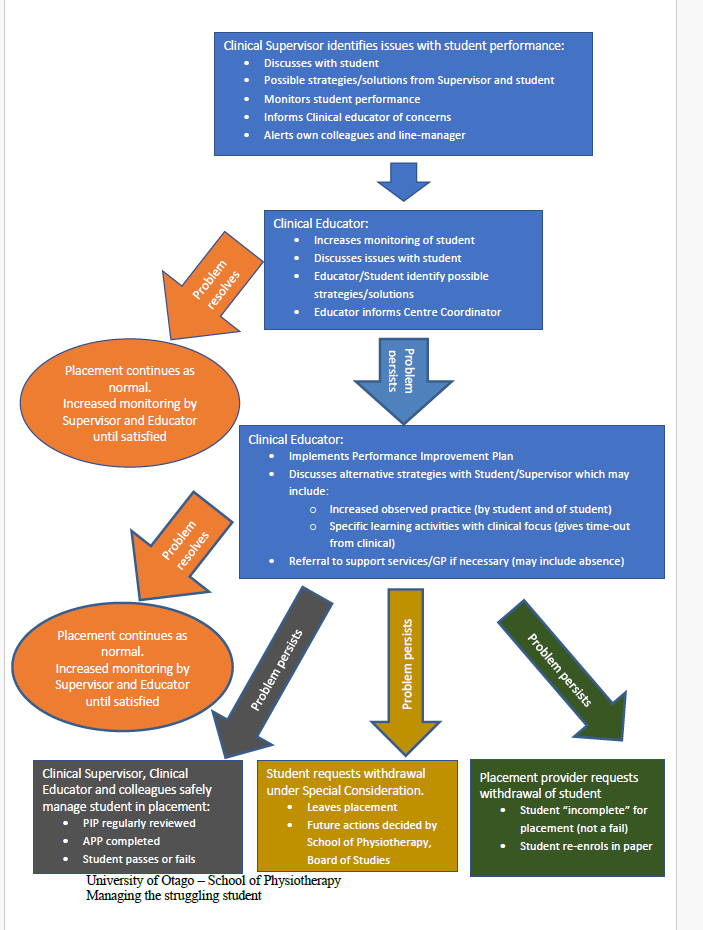 Clinical Supervisor identifies issues with student performance:
• Discusses with student
• Possible strategies/solutions from Supervisor and student
• Monitors student performance
• Informs Clinical educator of concerns
• Alerts own colleagues and line-manager
Clinical Educator:
• Increases monitoring of student
• Discusses issues with student
• Educator/Student identify possible
strategies/solutions
• Educator informs Centre Coordinator
Problem
resolves
Placement continues as
normal.
Increased monitoring by
Supervisor and Educator
until satisfied
Problem
persists
Clinical Educator:
• Implements Performance Improvement Plan
• Discusses alternative strategies with Student/Supervisor which may
include:
o Increased observed practice (by student and of student)
o Specific learning activities with clinical focus (gives time-out
from clinical)
• Referral to support services/GP if necessary (may include absence)
Problem
resolves
Placement continues as
normal.
Increased monitoring by
Supervisor and Educator
until satisfied
Problem persists
Problem persists
Problem persists
Clinical Supervisor, Clinical
Educator and colleagues safely
manage student in placement:
• PIP regularly reviewed
• APP completed
• Student passes or fails
Student requests withdrawal
under Special Consideration.
• Leaves placement
• Future actions decided by
School of Physiotherapy,
Board of Studies
Placement provider requests
withdrawal of student
• Student “incomplete” for
placement (not a fail)
• Student re-enrols in paper
University of Otago – School of Physiotherapy
Managing the struggling student